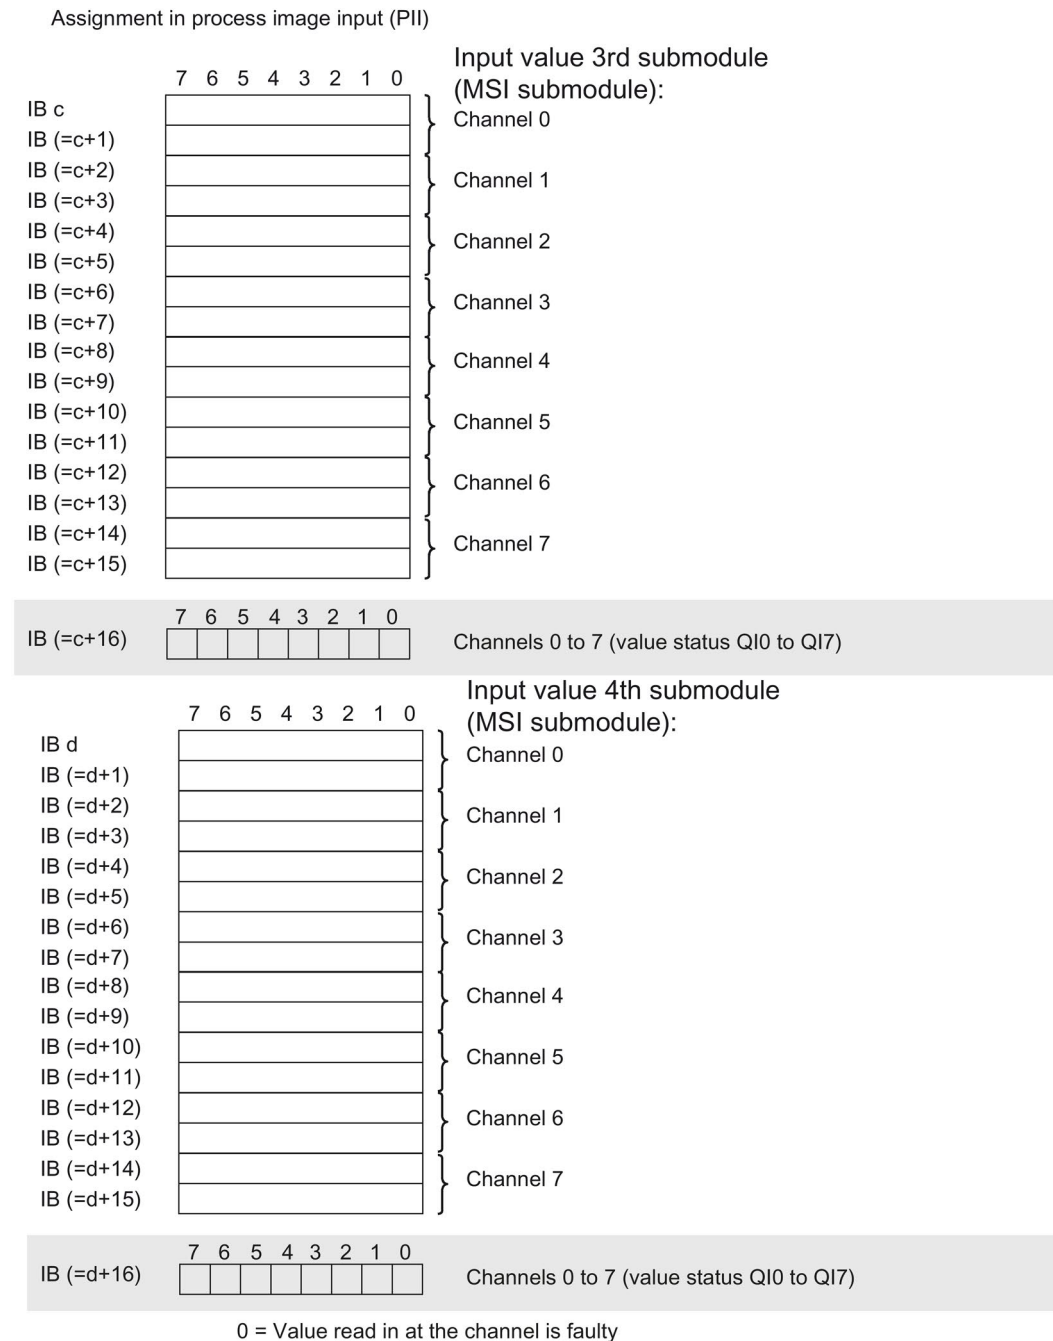 Assignment in process image input (PII)
Input value 3rd submodule
(MSI submodule):
7 6 5 4 3 2 1 0
IB c
Channel 0
IB (=c+1)
IB (=c+2)
Channel 1
IB (=c+3)
IB (=c+4)
Channel 2
IB (=c+5)
IB (=c+6)
Channel 3
IB (=c+7)
IB (=c+8)
Channel 4
IB (=c+9)
IB (=c+10)
Channel 5
IB (=c+11)
IB (=c+12)
Channel 6
IB (=c+13)
IB (=c+14)
Channel 7
IB (=c+15)
7 6 5 4 3 2 1 0
IB (=c+16) Channels 0 to 7 (value status QI0 to QI7)
Input value 4th submodule
(MSI submodule):
7 6 5 4 3 2 1 0
IB d
Channel 0
IB (=d+1)
IB (=d+2)
Channel 1
IB (=d+3)
IB (=d+4)
Channel 2
IB (=d+5)
IB (=d+6)
Channel 3
IB (=d+7)
IB (=d+8)
Channel 4
IB (=d+9)
IB (=d+10)
Channel 5
IB (=d+11)
IB (=d+12)
Channel 6
IB (=d+13)
IB (=d+14)
Channel 7
IB (=d+15)
7 6 5 4 3 2 1 0
IB (=d+16) Channels 0 to 7 (value status QI0 to QI7)
0 = Value read in at the channel is faulty